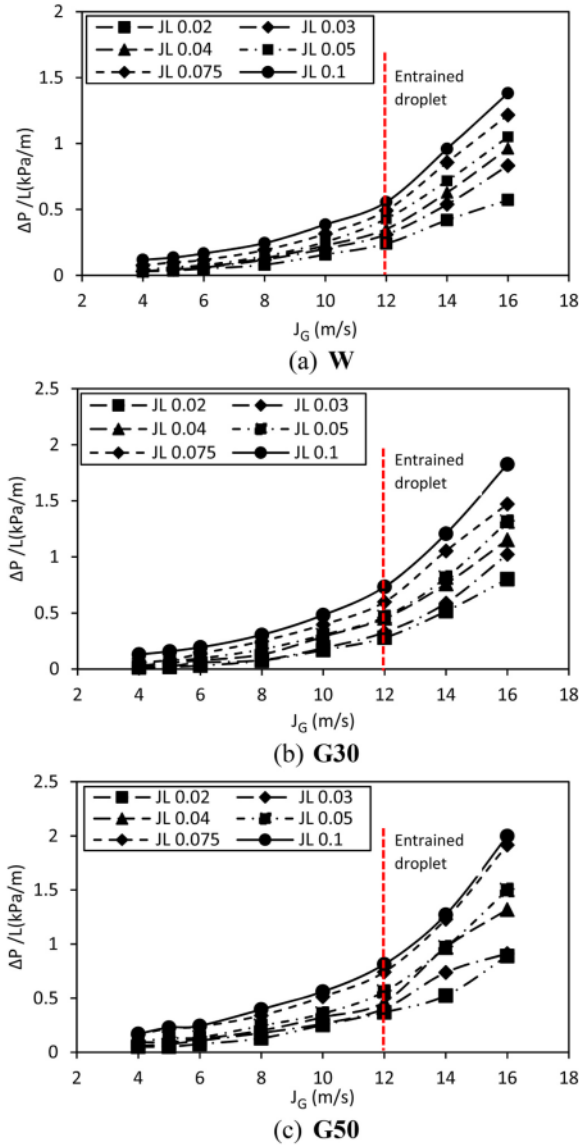 JL 0.02 JL 0.03
JL 0.04 JL 0.05
JL 0.075 JL 0.1
Entrained
droplet
2
1.5
1
0.5
0
ΔP /L(kPa/m)
2 4 6 8 10 12 14 16 18
J_G (m/s)
(a) W
JL 0.02 JL 0.03
JL 0.04 JL 0.05
JL 0.075 JL 0.1
Entrained
droplet
2.5
2
1.5
1
0.5
0
ΔP /L(kPa/m)
2 4 6 8 10 12 14 16 18
J_G (m/s)
(b) G30
JL 0.02 JL 0.03
JL 0.04 JL 0.05
JL 0.075 JL 0.1
Entrained
droplet
2.5
2
1.5
1
0.5
0
ΔP /L(kPa/m)
2 4 6 8 10 12 14 16 18
J_G (m/s)
(c) G50